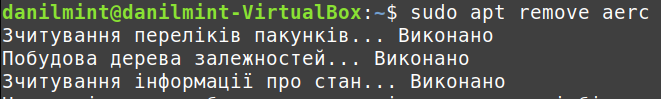 danilmint@danilmint-VirtualBox:~$ sudo apt remove aerc
Зчитування переліків пакунків... Виконано
Побудова дерева залежностей... Виконано
Зчитування інформації про стан... Виконано